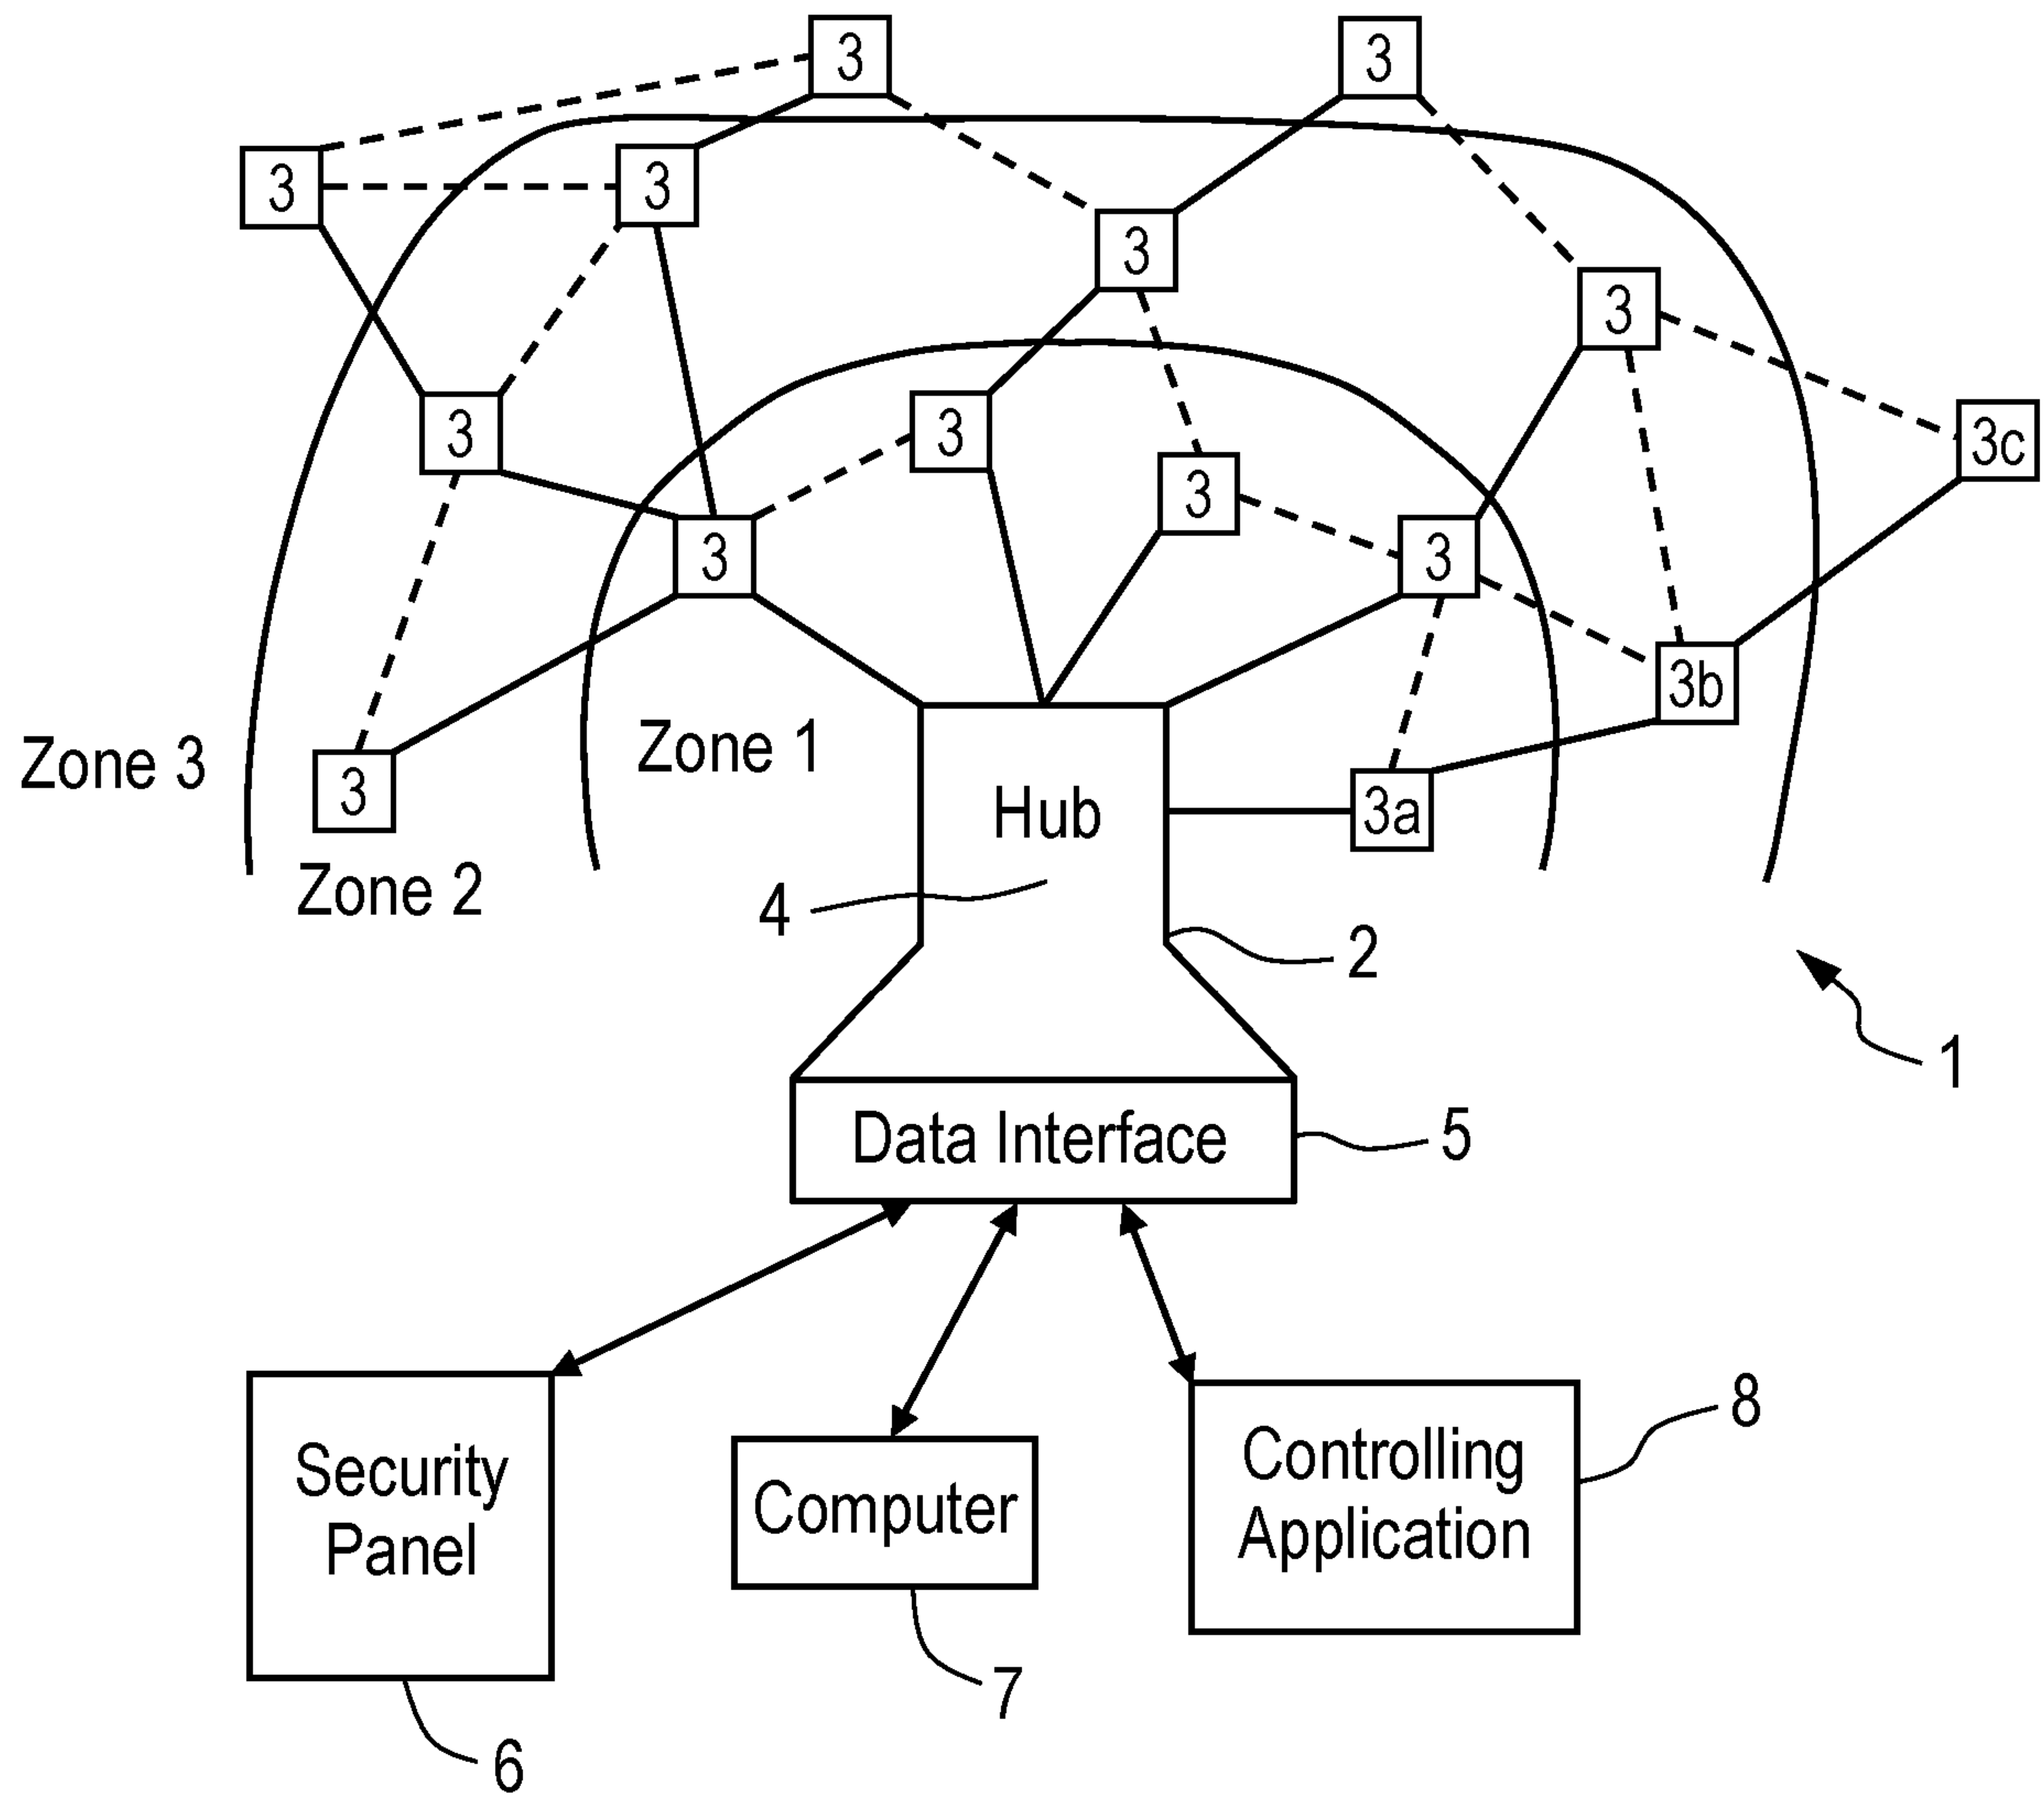 3
3
3
3
3
3
3
3
3c
3
3
3
3
3b
Zone 3
Zone 1
3
Hub
3a
Zone 2
4
2
1
Data Interface
5
Security
Panel
Computer
Controlling
Application
8
7
6